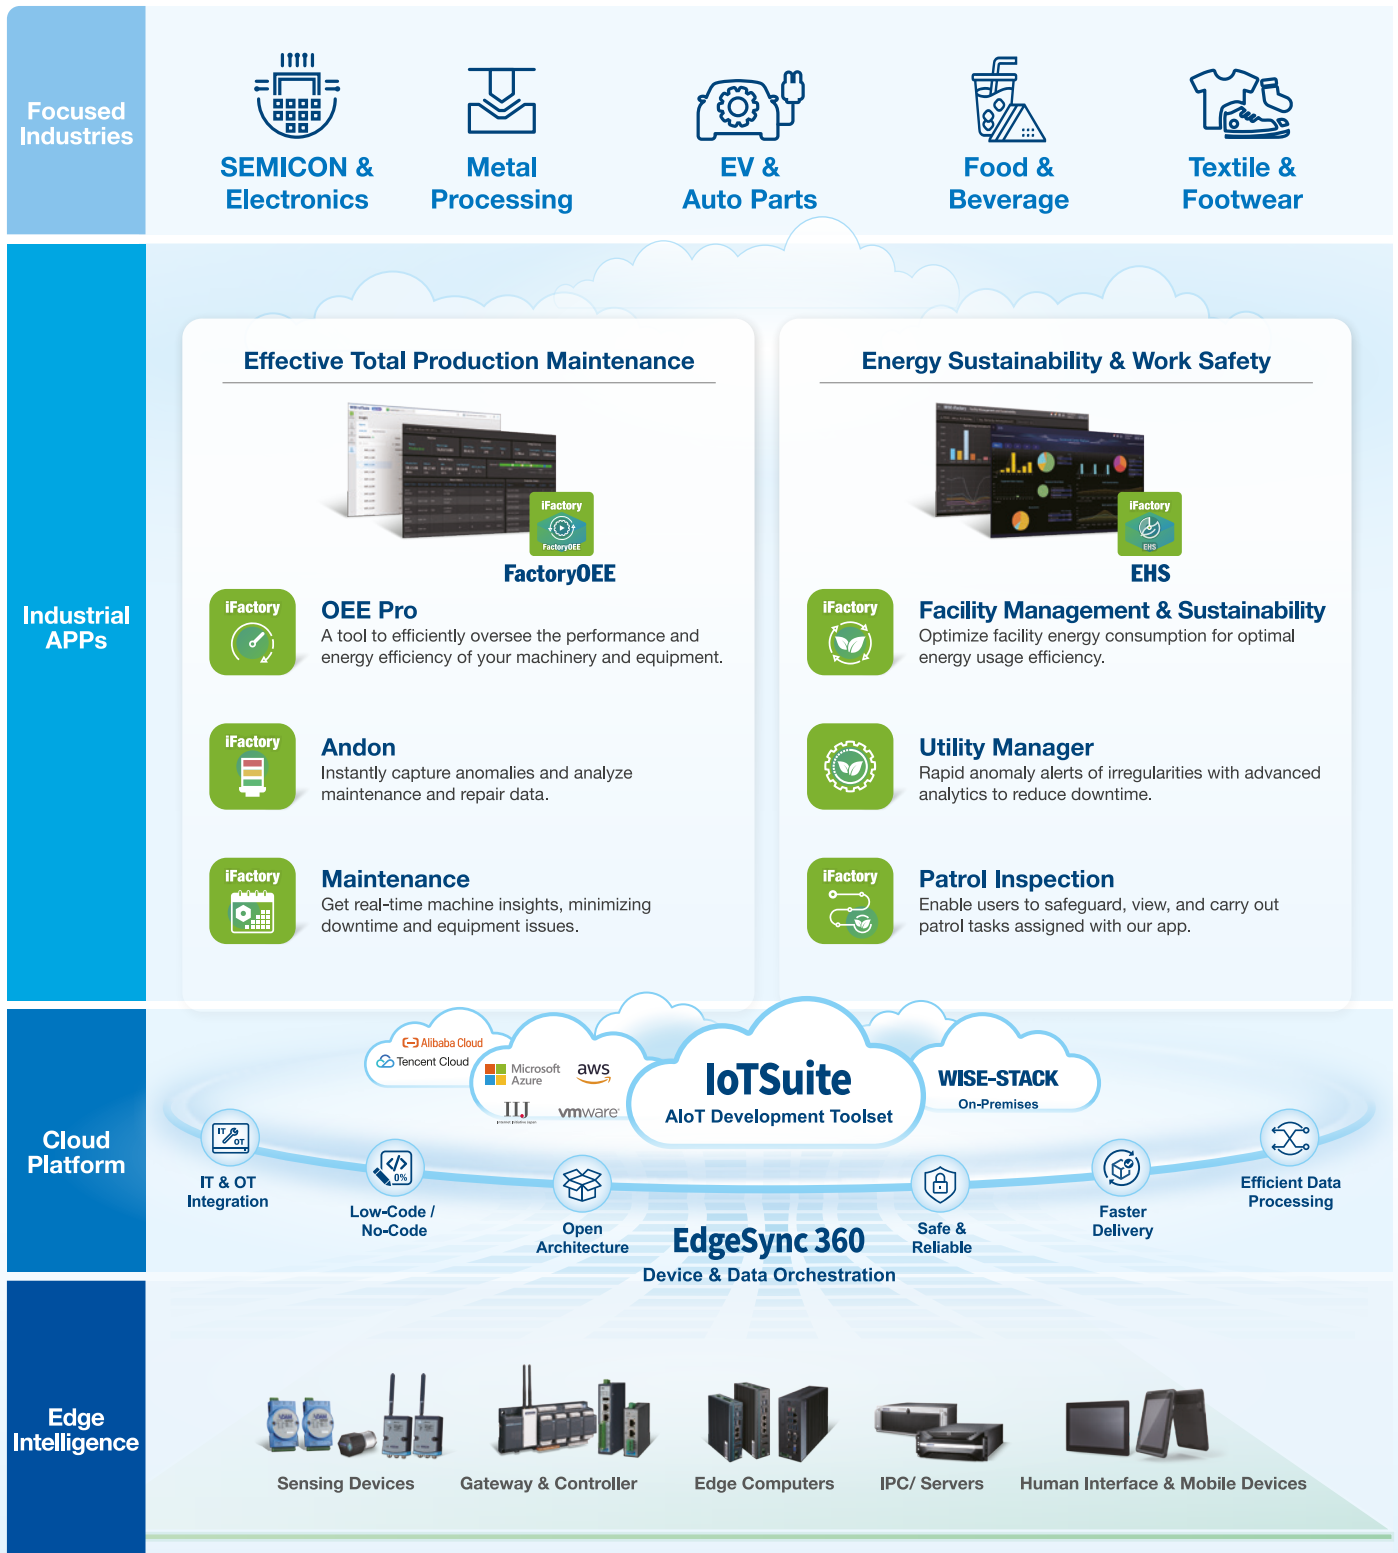 Focused
Industries
SEMICON &
Electronics
Metal
Processing
EV &
Auto Parts
Food &
Beverage
Textile &
Footwear
Industrial
APPs
Effective Total Production Maintenance
iFactory
FactoryOEE
FactoryOEE
iFactory
OEE Pro
A tool to efficiently oversee the performance and
energy efficiency of your machinery and equipment.
iFactory
Andon
Instantly capture anomalies and analyze
maintenance and repair data.
iFactory
Maintenance
Get real-time machine insights, minimizing
downtime and equipment issues.
Energy Sustainability & Work Safety
iFactory
EHS
EHS
iFactory
Facility Management & Sustainability
Optimize facility energy consumption for optimal
energy usage efficiency.
Utility Manager
Rapid anomaly alerts of irregularities with advanced
analytics to reduce downtime.
iFactory
Patrol Inspection
Enable users to safeguard, view, and carry out
patrol tasks assigned with our app.
Cloud
Platform
Alibaba Cloud
Tencent Cloud
Microsoft
Azure
aws
IIJ
Internet Initiative Japan
vmware
IoTSuite
AIoT Development Toolset
WISE-STACK
On-Premises
IT
OT
IT & OT
Integration
0%
Low-Code /
No-Code
Open
Architecture
EdgeSync 360
Device & Data Orchestration
Safe &
Reliable
Faster
Delivery
Efficient Data
Processing
Edge
Intelligence
Sensing Devices
Gateway & Controller
Edge Computers
IPC/ Servers
Human Interface & Mobile Devices